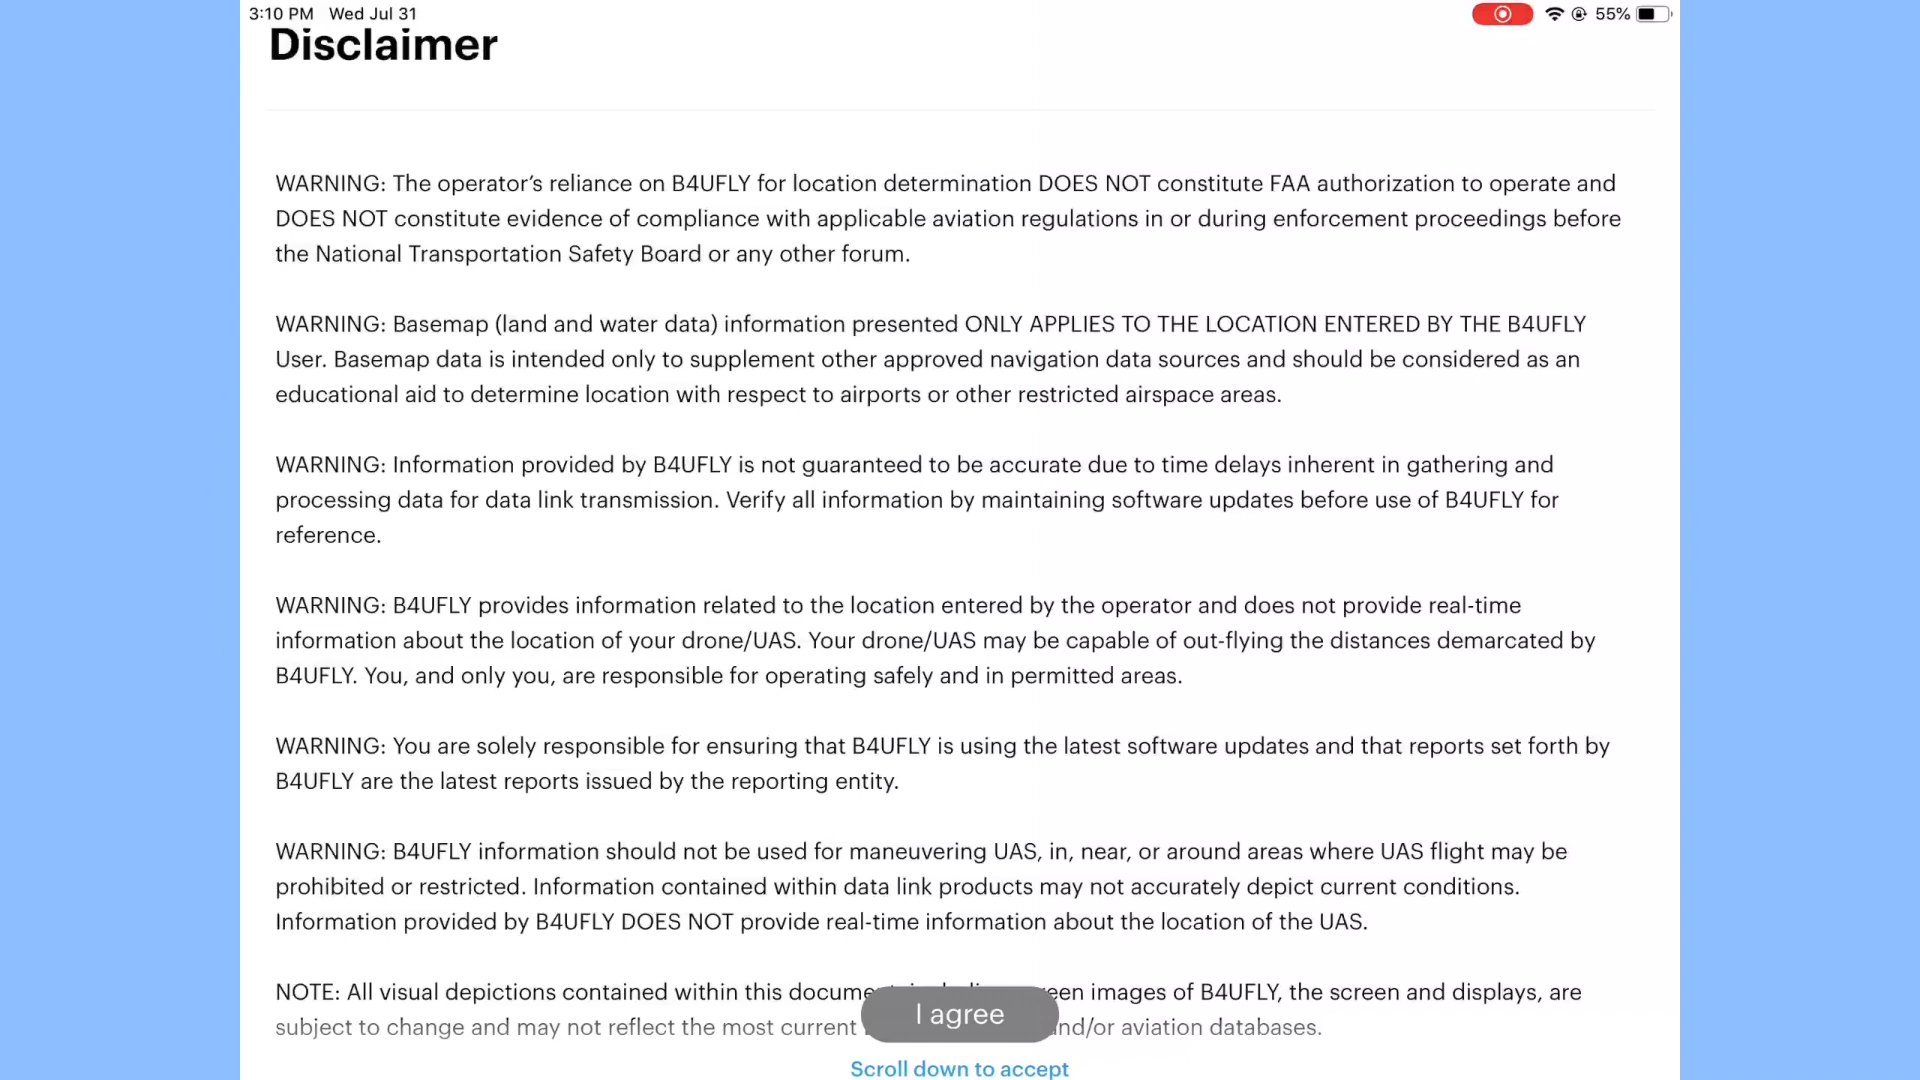 3:10 PM Wed Jul 31
55%
Disclaimer
WARNING: The operator’s reliance on B4UFLY for location determination DOES NOT constitute FAA authorization to operate and
DOES NOT constitute evidence of compliance with applicable aviation regulations in or during enforcement proceedings before
the National Transportation Safety Board or any other forum.
WARNING: Basemap (land and water data) information presented ONLY APPLIES TO THE LOCATION ENTERED BY THE B4UFLY
User. Basemap data is intended only to supplement other approved navigation data sources and should be considered as an
educational aid to determine location with respect to airports or other restricted airspace areas.
WARNING: Information provided by B4UFLY is not guaranteed to be accurate due to time delays inherent in gathering and
processing data for data link transmission. Verify all information by maintaining software updates before use of B4UFLY for
reference.
WARNING: B4UFLY provides information related to the location entered by the operator and does not provide real-time
information about the location of your drone/UAS. Your drone/UAS may be capable of out-flying the distances demarcated by
B4UFLY. You, and only you, are responsible for operating safely and in permitted areas.
WARNING: You are solely responsible for ensuring that B4UFLY is using the latest software updates and that reports set forth by
B4UFLY are the latest reports issued by the reporting entity.
WARNING: B4UFLY information should not be used for maneuvering UAS, in, near, or around areas where UAS flight may be
prohibited or restricted. Information contained within data link products may not accurately depict current conditions.
Information provided by B4UFLY DOES NOT provide real-time information about the location of the UAS.
NOTE: All visual depictions contained within this images of B4UFLY, the screen and displays, are
subject to change and may not reflect the most current aviation databases.
I agree
Scroll down to accept